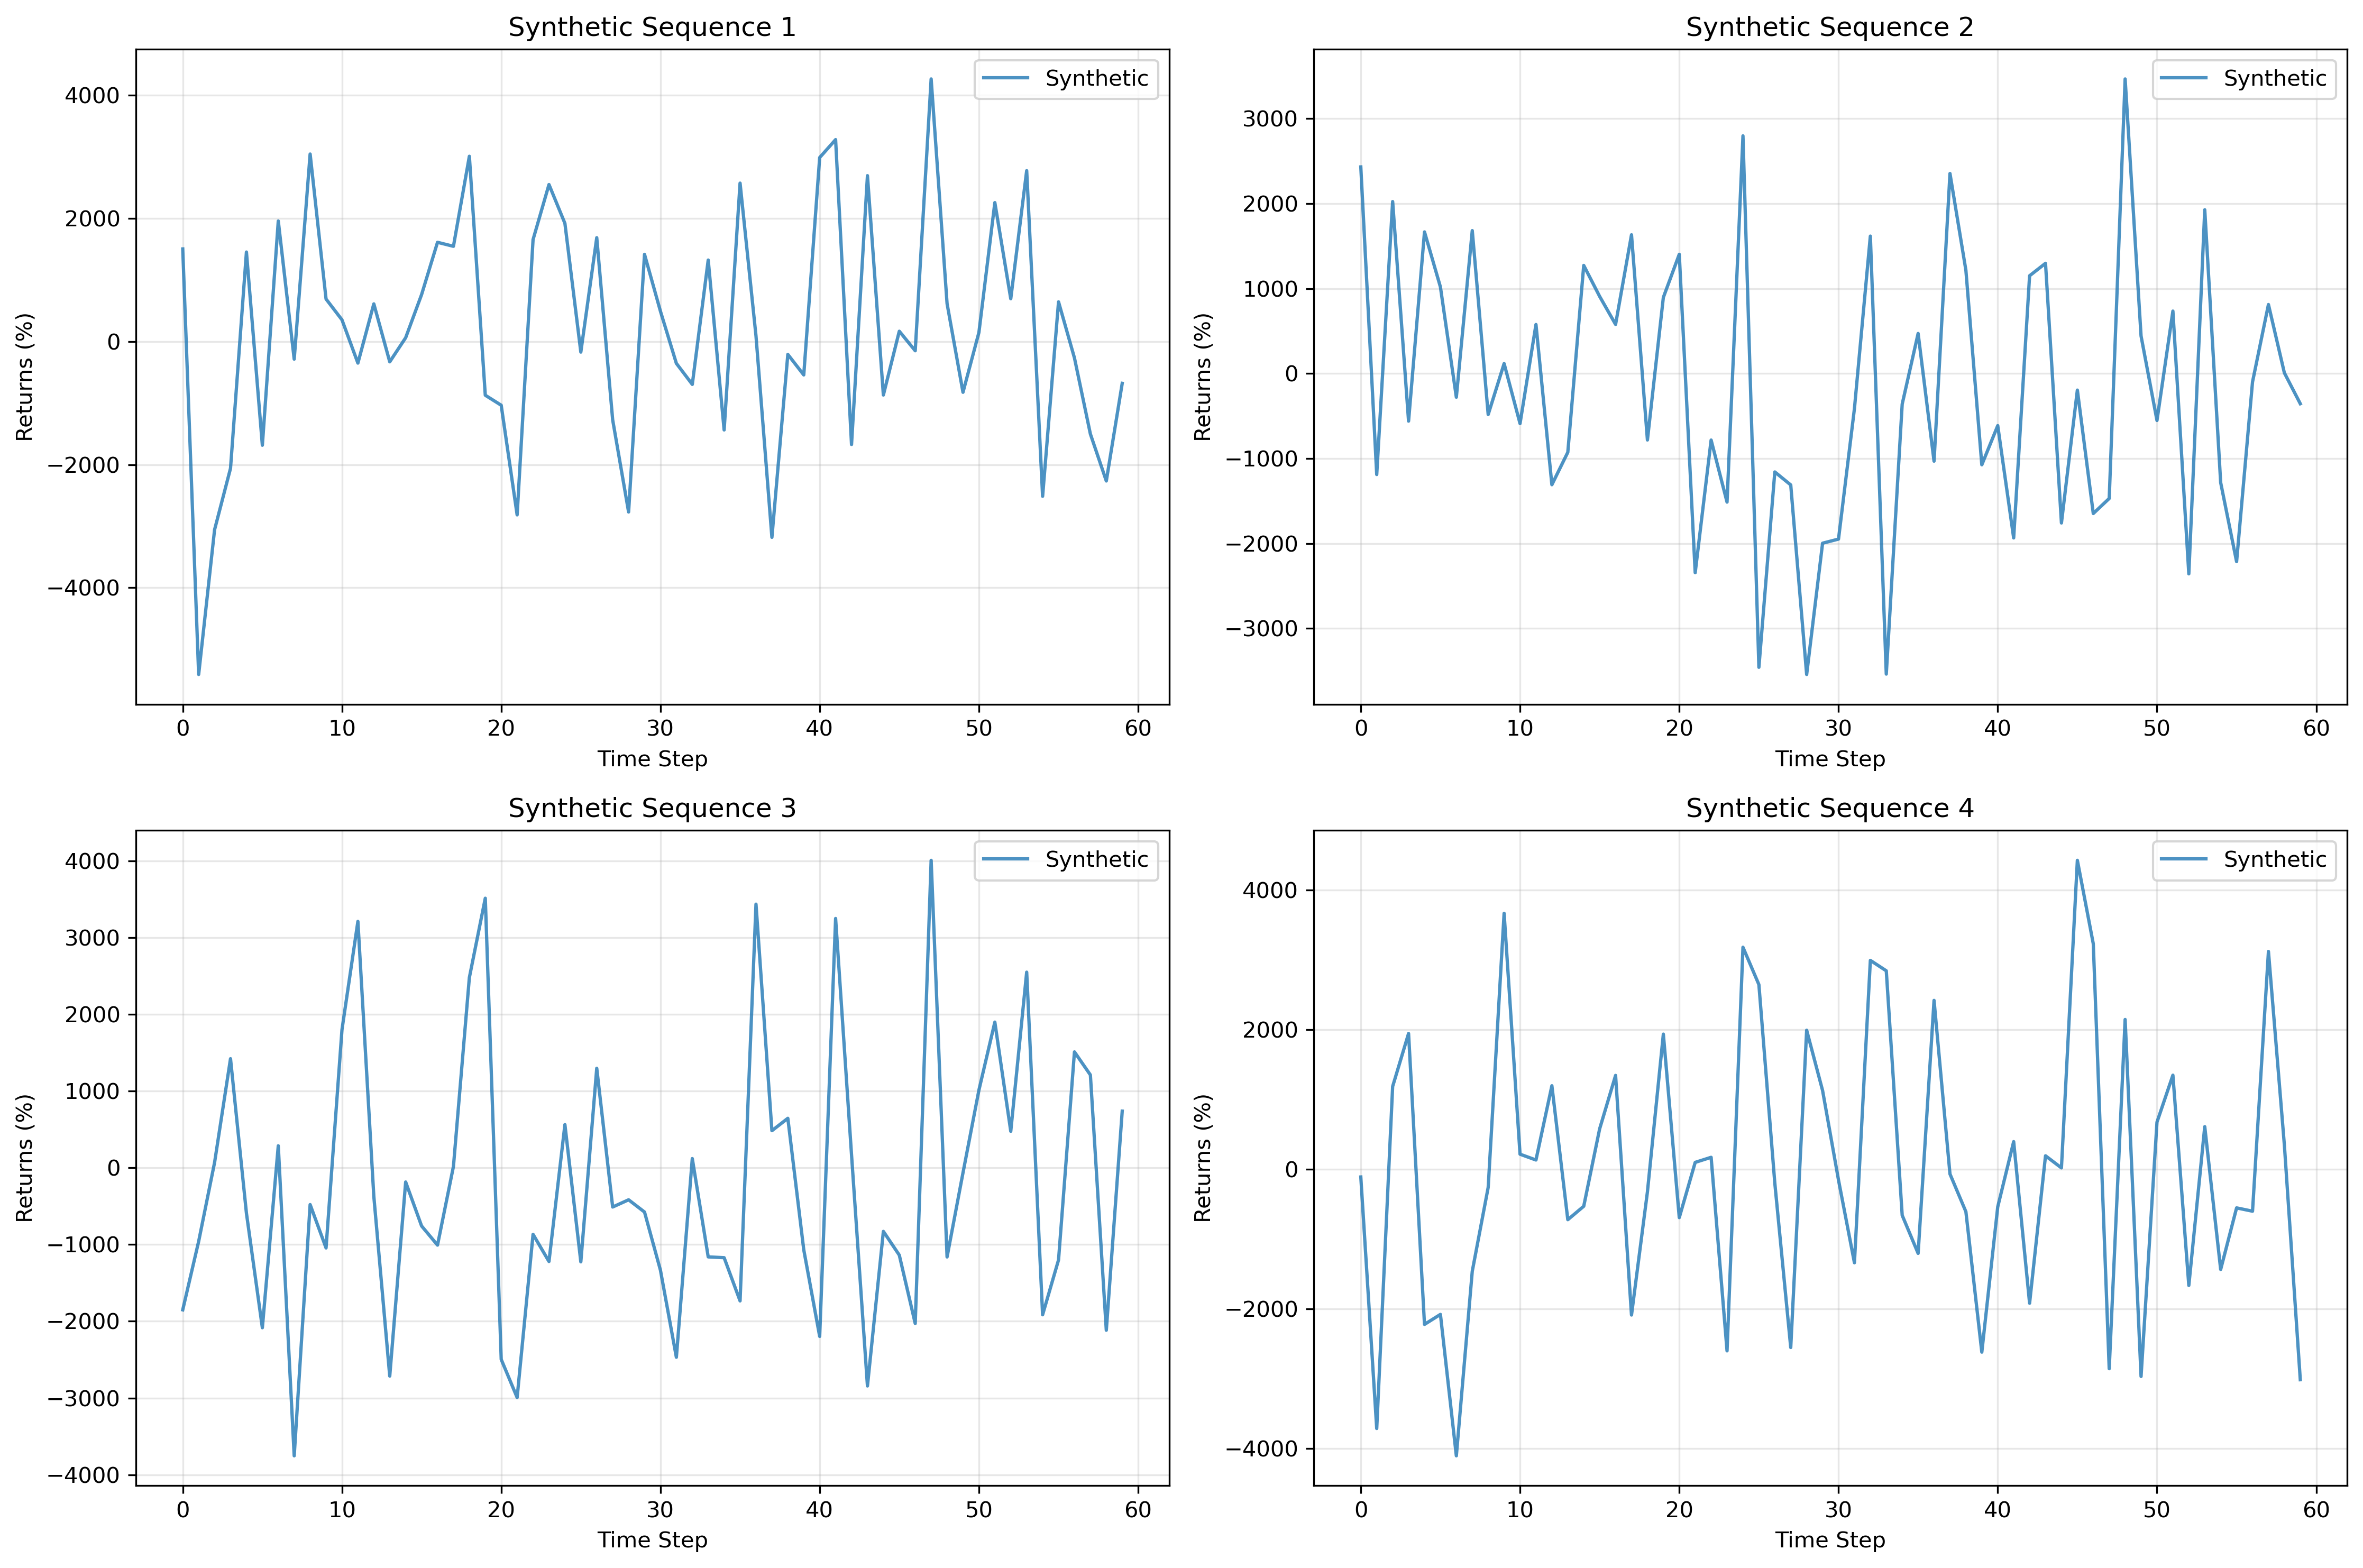 Synthetic Sequence 1
Synthetic
4000
2000
0
−2000
−4000
Returns (%)
0 10 20 30 40 50 60
Time Step
Synthetic Sequence 2
Synthetic
3000
2000
1000
0
−1000
−2000
−3000
Returns (%)
0 10 20 30 40 50 60
Time Step
Synthetic Sequence 3
Synthetic
4000
3000
2000
1000
0
−1000
−2000
−3000
−4000
Returns (%)
0 10 20 30 40 50 60
Time Step
Synthetic Sequence 4
Synthetic
4000
2000
0
−2000
−4000
Returns (%)
0 10 20 30 40 50 60
Time Step